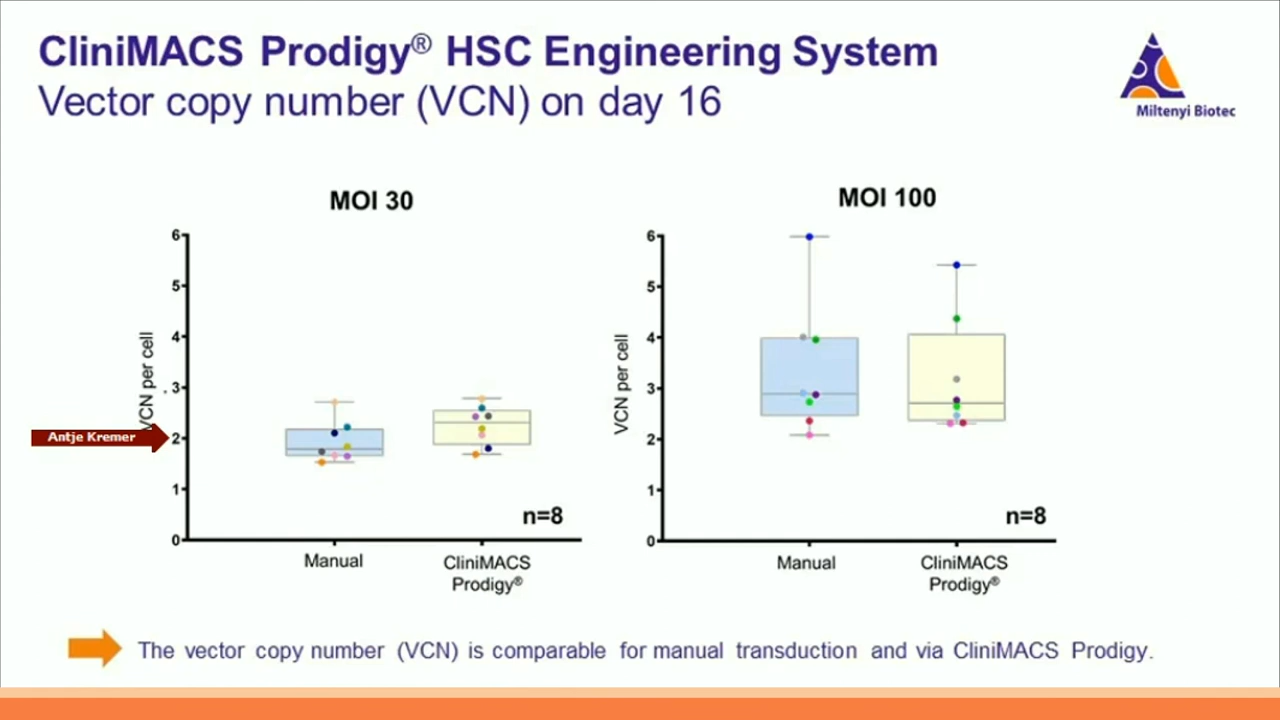 CliniMACS Prodigy® HSC Engineering System
Vector copy number (VCN) on day 16
Miltenyi Biotec
MOI 30
6
5
4
3
2
1
0
VCN per cell
Antje Kremer
n=8
Manual
CliniMACS
Prodigy®
MOI 100
6
5
4
3
2
1
0
VCN per cell
n=8
Manual
CliniMACS
Prodigy®
The vector copy number (VCN) is comparable for manual transduction and via CliniMACS Prodigy.